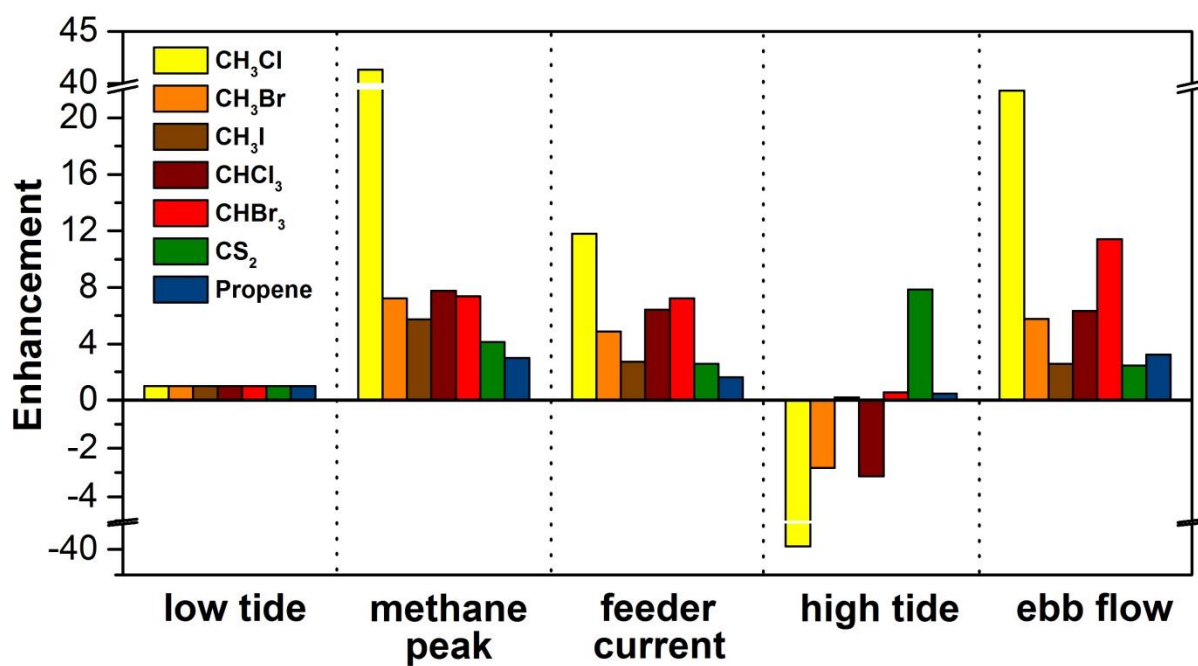 Enhancement
45
40
20
16
12
8
4
0
-2
-4
-40
CH₃Cl
CH₃Br
CH₃I
CHCl₃
CHBr₃
CS₂
Propene
low tide
methane
peak
feeder
current
high tide
ebb flow